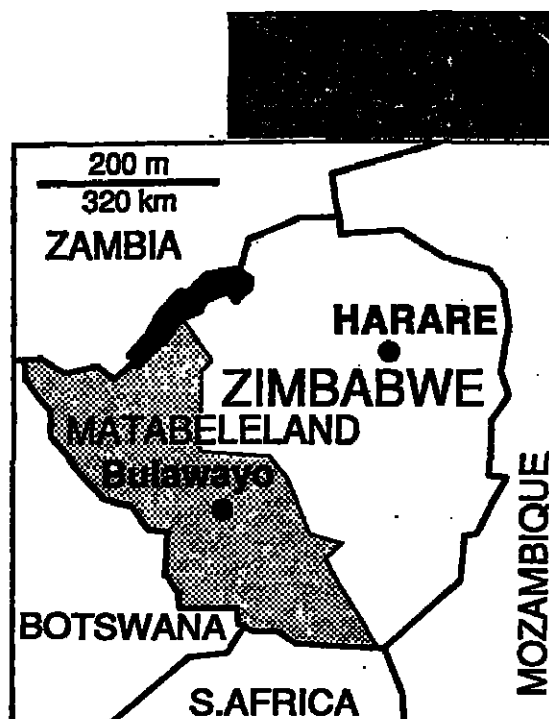 200 m
320 km
ZAMBIA
HARARE
ZIMBABWE
MATABELELAND
Bulawayo
MOZAMBIQUE
BOTSWANA
S.AFRICA